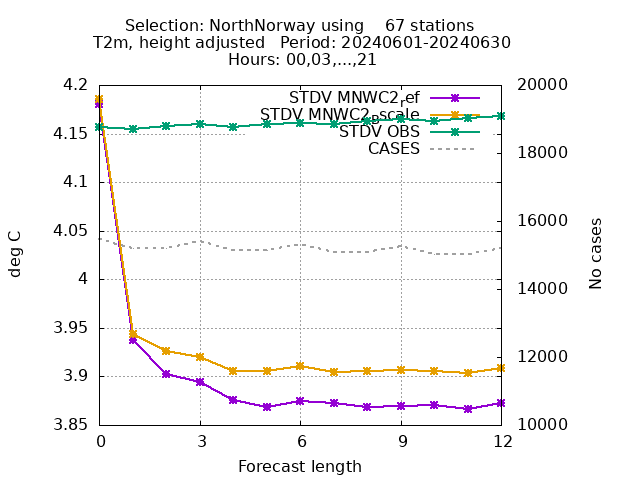 Selection: NorthNorway using    67 stations
T2m, height adjusted   Period: 20240601-20240630
Hours: 00,03,...,21
4.2
4.15
4.1
4.05
4
3.95
3.9
3.85
deg C
STDV MNWC2_ref
STDV MNWC2_pscale
STDV OBS
CASES
20000
18000
16000
14000
12000
10000
No cases
0 3 6 9 12
Forecast length